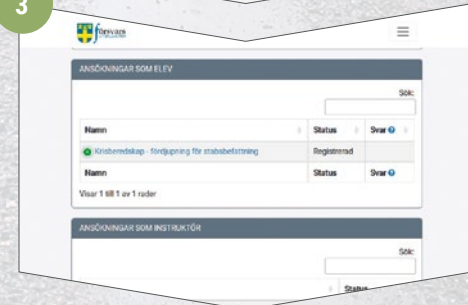 3
försvars
ANSÖKNINGAR SOM ELEV
Sök:
Namn Status Svar
Krisberedskap - fördjupning för stabsbefattning Registrerad
Namn Status Svar
Visar 1 till 1 av 1 rader
ANSÖKNINGAR SOM INSTRUKTÖR
Sök:
Status